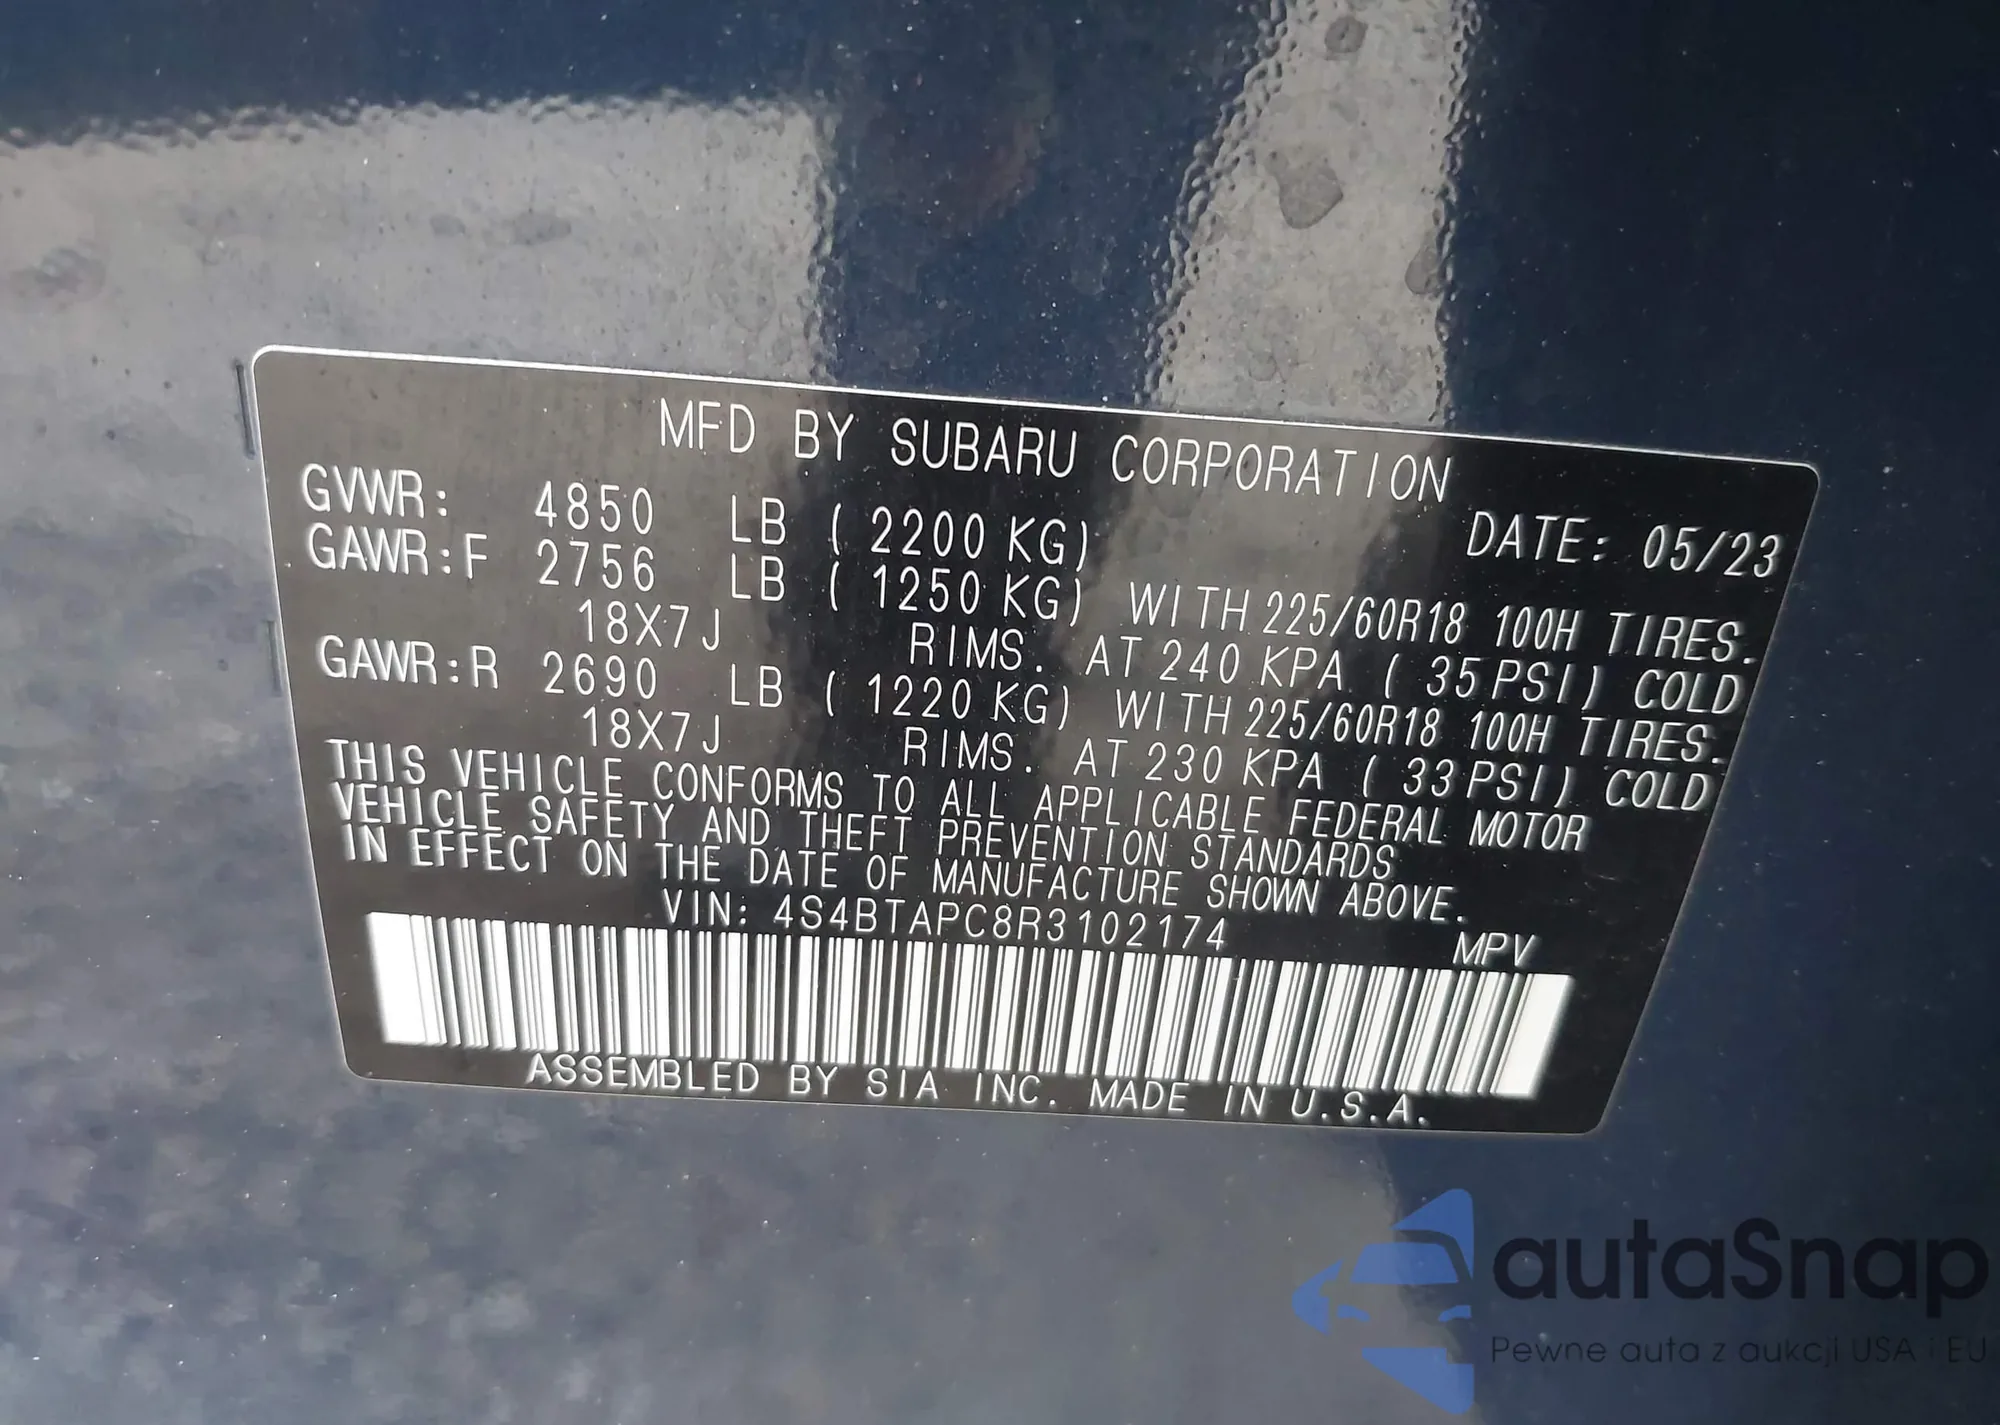 MFD BY SUBARU CORPORATION
DATE: 05/23
GVWR: 4850 LB ( 2200 KG)
GAWR:F 2756 LB ( 1250 KG) WITH 225/60R18 100H TIRES.
18X7J RIMS. AT 240 KPA ( 35PSI) COLD
GAWR:R 2690 LB ( 1220 KG) WITH 225/60R18 100H TIRES.
18X7J RIMS. AT 230 KPA ( 33PSI) COLD
THIS VEHICLE CONFORMS TO ALL APPLICABLE FEDERAL MOTOR
VEHICLE SAFETY AND THEFT PREVENTION STANDARDS
IN EFFECT ON THE DATE OF MANUFACTURE SHOWN ABOVE.
VIN: 4S4BTAPC8R3102174
MPV
ASSEMBLED BY SIA INC. MADE IN U.S.A.
autaSnap
Pewne auta z aukcji USA i EU